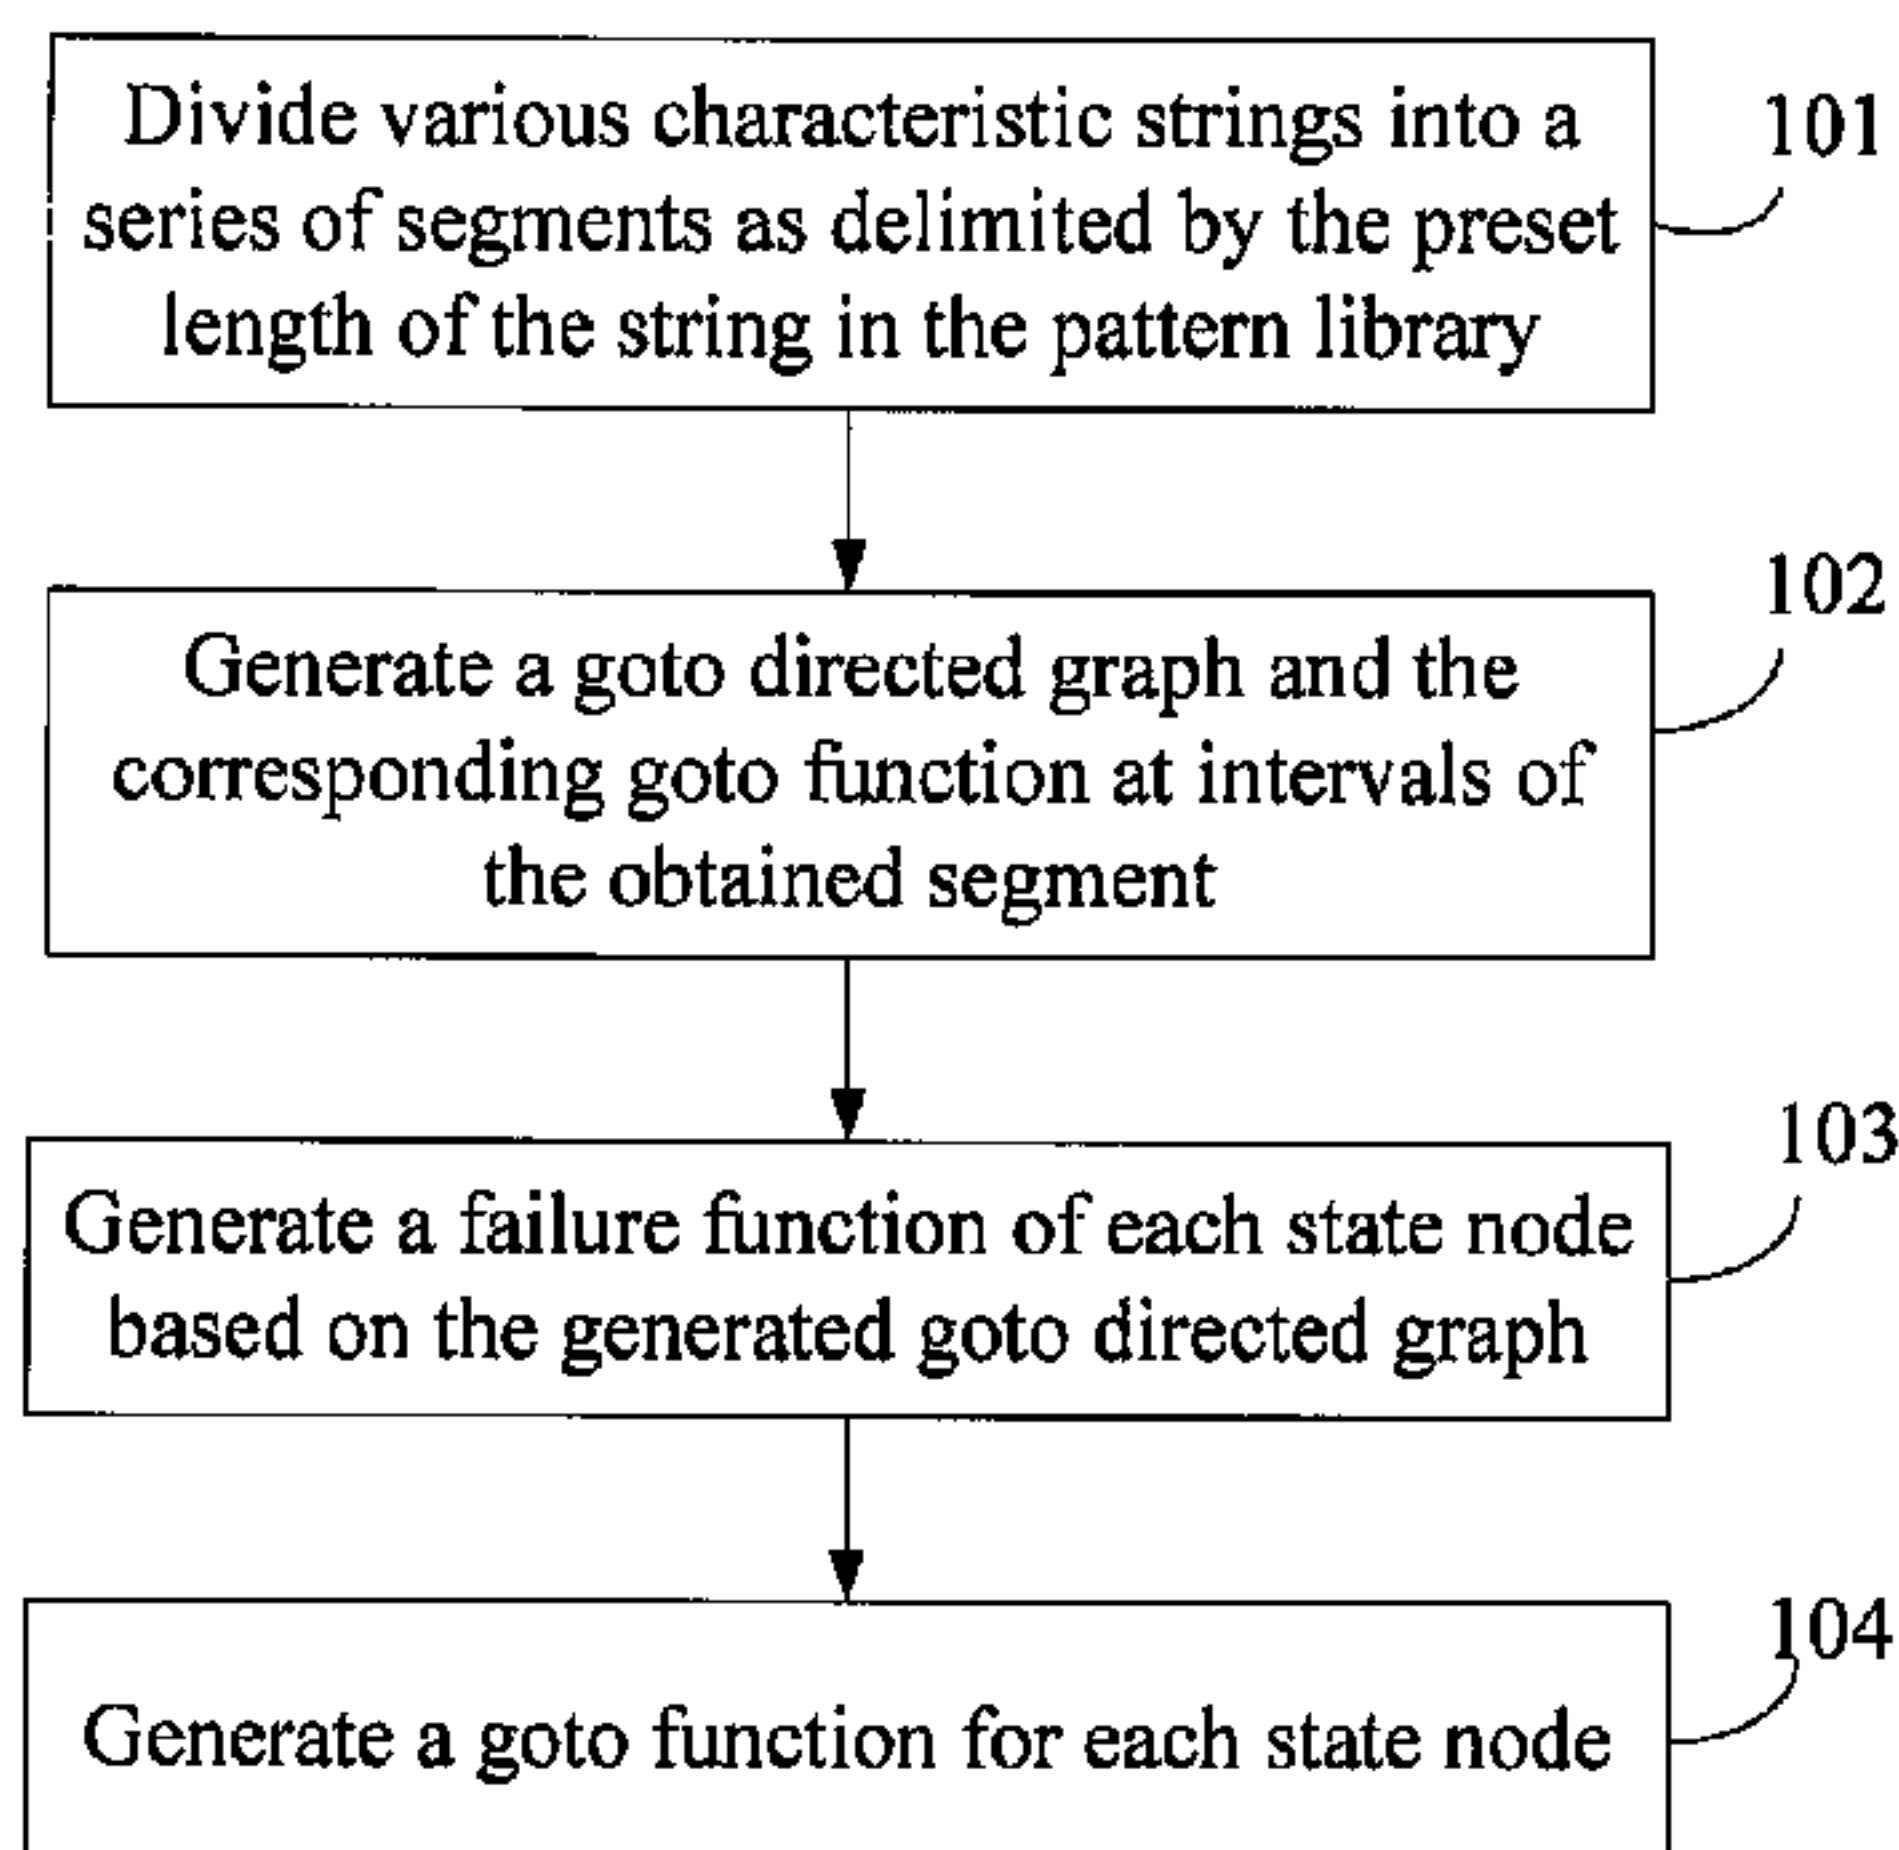 Divide various characteristic strings into a
series of segments as delimited by the preset
length of the string in the pattern library
101
Generate a goto directed graph and the
corresponding goto function at intervals of
the obtained segment
102
Generate a failure function of each state node
based on the generated goto directed graph
103
Generate a goto function for each state node
104